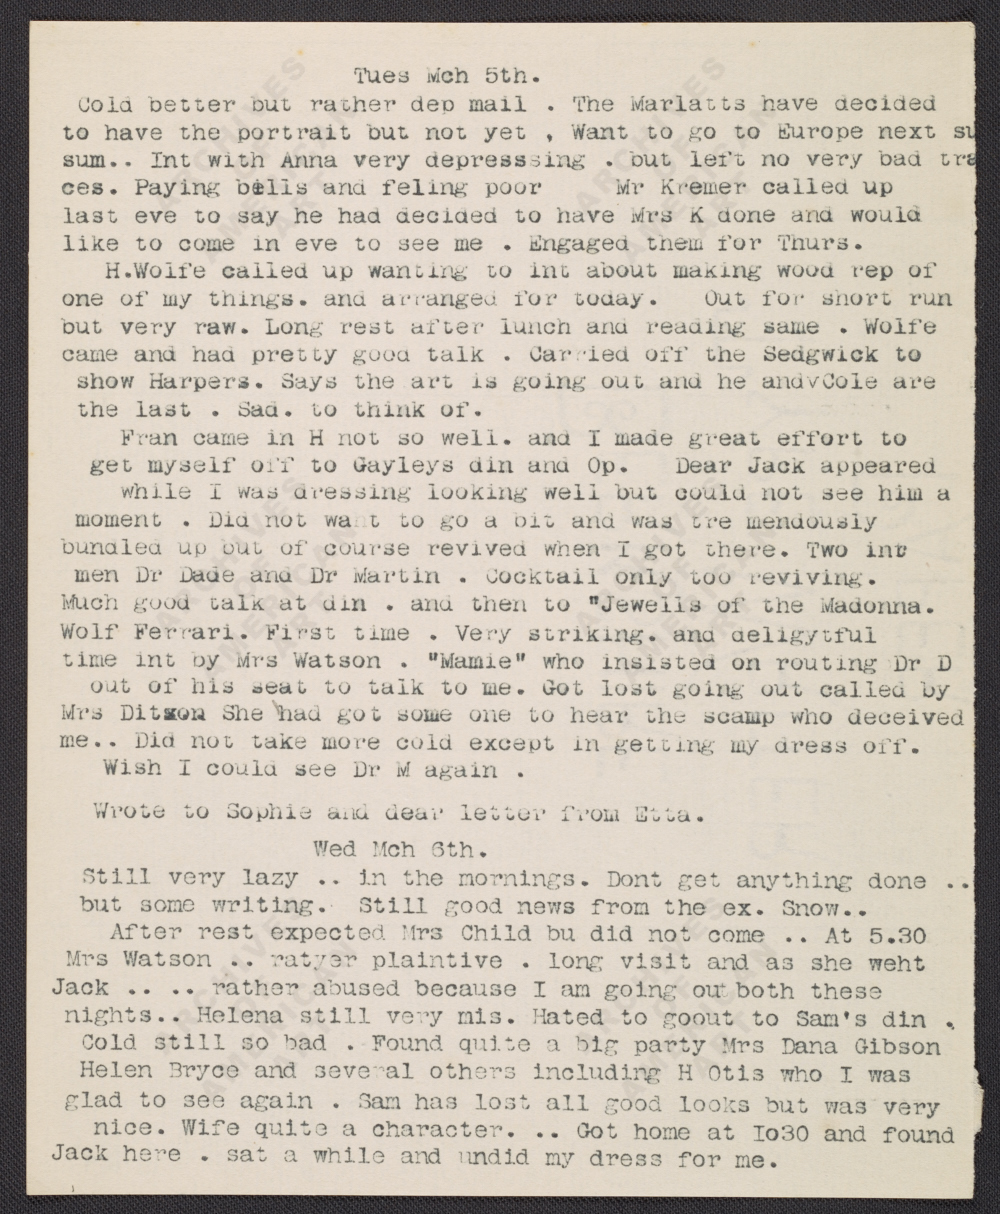 Tues Mch 5th.
Cold better but rather dep mail . The Marlatts have decided
to have the portrait but not yet , Want to go to Europe next su
sum.. Int with Anna very depresssing . but left no very bad tra
ces. Paying bills and feling poor Mr Kremer called up
last eve to say he had decided to have Mrs K done and would
like to come in eve to see me . Engaged them for Thurs.
H.Wolfe called up wanting to int about making wood rep of
one of my things. and arranged for today. Out for short run
but very raw. Long rest after lunch and reading same . Wolfe
came and had pretty good talk . Carried off the Sedgwick to
show Harpers. Says the art is going out and he andvCole are
the last . Sad. to think of.
Fran came in H not so well. and I made great effort to
get myself off to Gayleys din and Op. Dear Jack appeared
while I was dressing looking well but could not see him a
moment . Did not want to go a bit and was tre mendously
bundled up but of course revived when I got there. Two int
men Dr Dade and Dr Martin . Cocktail only too reviving.
Much good talk at din . and then to "Jewells of the Madonna.
Wolf Ferrari. First time . Very striking. and deligytful
time int by Mrs Watson . "Mamie" who insisted on routing Dr D
out of his seat to talk to me. Got lost going out called by
Mrs Ditson She had got some one to hear the scamp who deceived
me.. Did not take more cold except in getting my dress off.
Wish I could see Dr M again .
Wrote to Sophie and dear letter from Etta.
Wed Mch 6th.
Still very lazy .. in the mornings. Dont get anything done ..
but some writing. Still good news from the ex. Snow..
After rest expected Mrs Child bu did not come .. At 5.30
Mrs Watson .. ratyer plaintive . long visit and as she weht
Jack .. .. rather abused because I am going out both these
nights.. Helena still very mis. Hated to goout to Sam's din .
Cold still so bad . Found quite a big party Mrs Dana Gibson
Helen Bryce and several others including H Otis who I was
glad to see again . Sam has lost all good looks but was very
nice. Wife quite a character. .. Got home at Io30 and found
Jack here . sat a while and undid my dress for me.